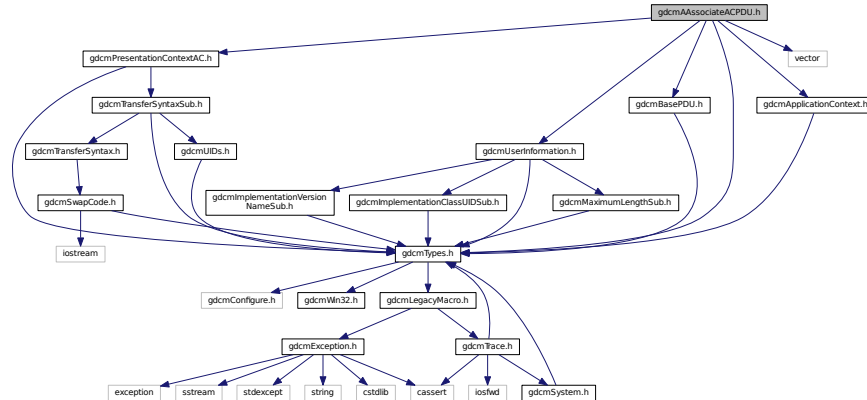 gdcmAAssociateACPDU.h
gdcmPresentationContextAC.h
vector
gdcmTransferSyntaxSub.h
gdcmBasePDU.h
gdcmApplicationContext.h
gdcmTransferSyntax.h
gdcmUIDs.h
gdcmUserInformation.h
gdcmSwapCode.h
gdcmImplementationVersion
NameSub.h
gdcmImplementationClassUIDSub.h
gdcmMaximumLengthSub.h
iostream
gdcmTypes.h
gdcmConfigure.h
gdcmWin32.h
gdcmLegacyMacro.h
gdcmException.h
gdcmTrace.h
exception
sstream
stdexcept
string
cstdlib
cassert
iosfwd
gdcmSystem.h